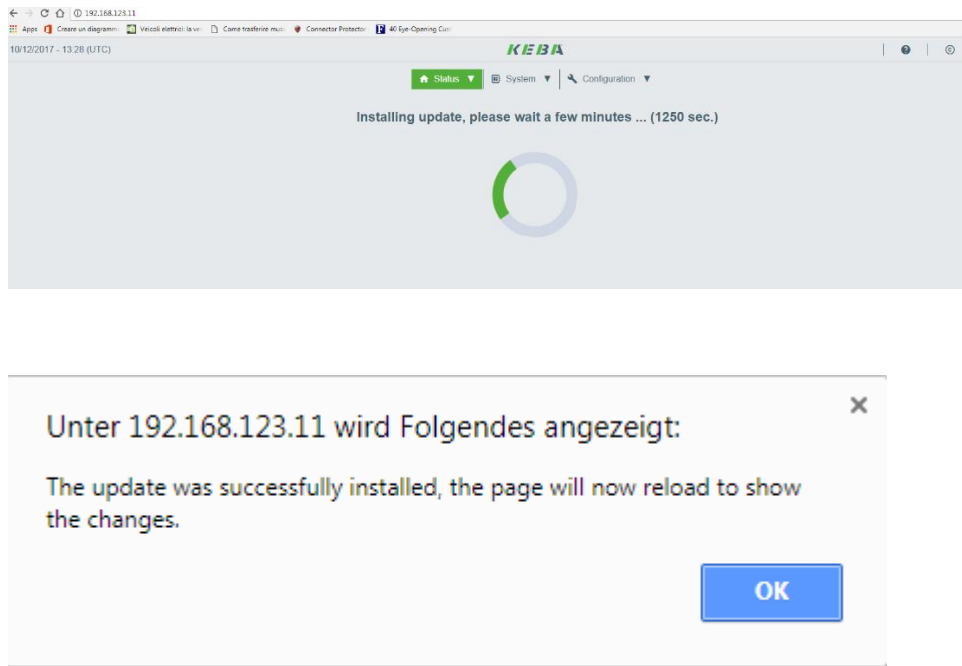 192.168.123.11
Apps Creare un diagramm Veicoli elettrici: la ve Come trasferire mus Connector Protector 40 Eye-Opening Cus
10/12/2017 - 13:28 (UTC)
KEBA
Status System Configuration
Installing update, please wait a few minutes ... (1250 sec.)
Unter 192.168.123.11 wird Folgendes angezeigt:
The update was successfully installed, the page will now reload to show
the changes.
OK